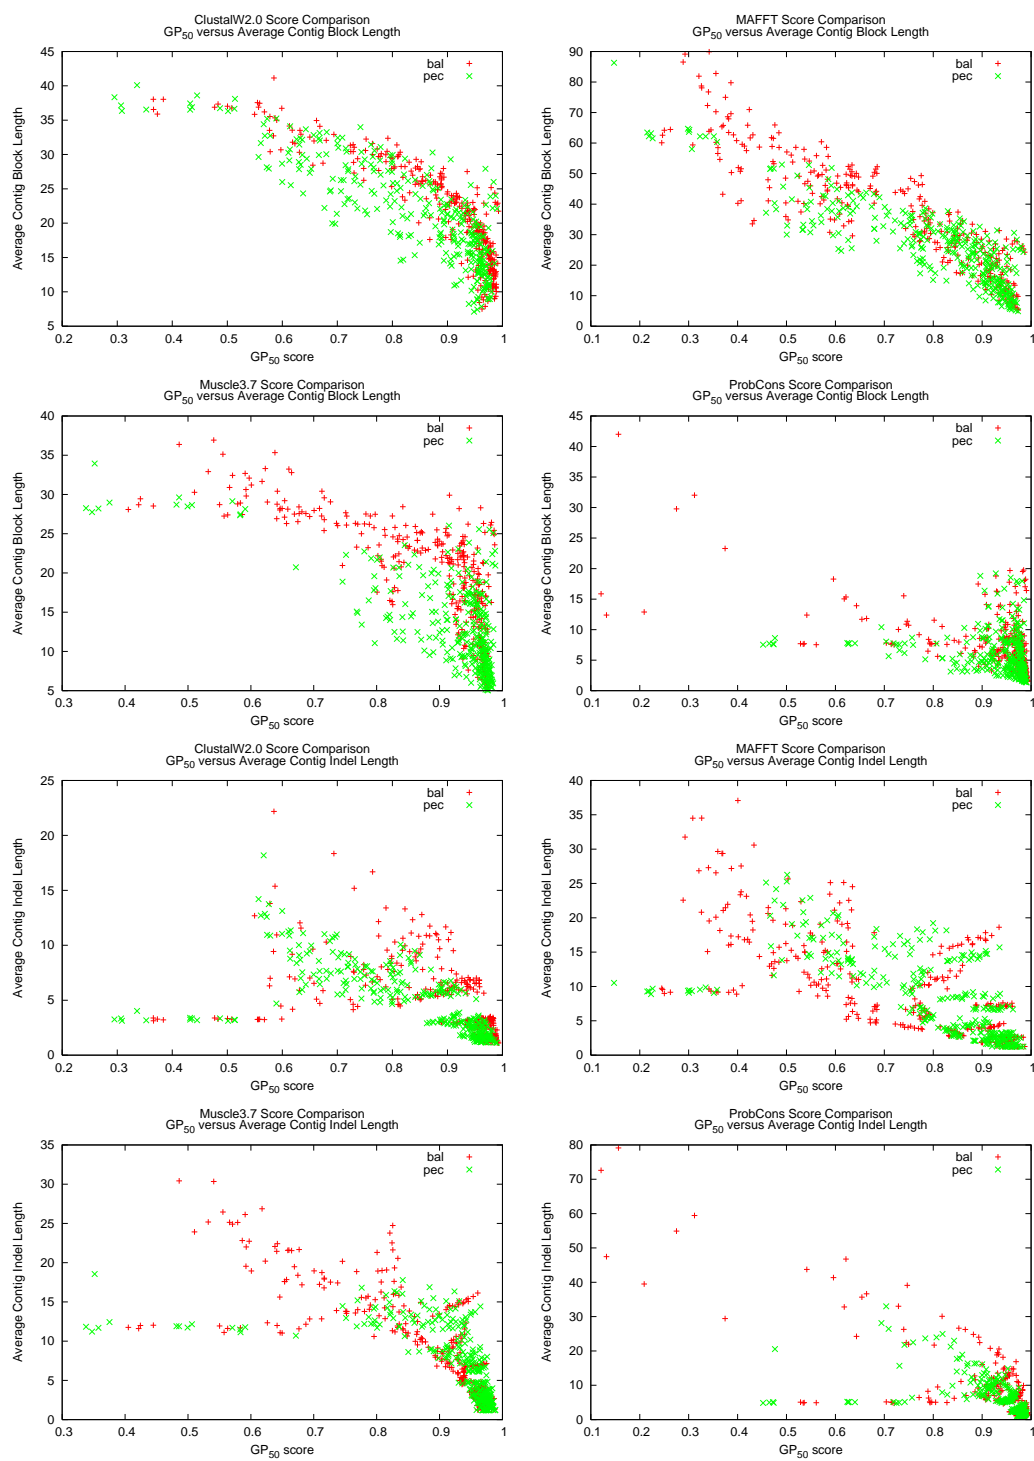 ClustalW2.0 Score Comparison
GP50 versus Average Contig Block Length
Average Contig Block Length
45
40
35
30
25
20
15
10
5
bal
pec
0.2 0.3 0.4 0.5 0.6 0.7 0.8 0.9 1
GP50 score
MAFFT Score Comparison
GP50 versus Average Contig Block Length
Average Contig Block Length
90
80
70
60
50
40
30
20
10
0
bal
pec
0.1 0.2 0.3 0.4 0.5 0.6 0.7 0.8 0.9 1
GP50 score
Muscle3.7 Score Comparison
GP50 versus Average Contig Block Length
Average Contig Block Length
40
35
30
25
20
15
10
5
bal
pec
0.3 0.4 0.5 0.6 0.7 0.8 0.9 1
GP50 score
ProbCons Score Comparison
GP50 versus Average Contig Block Length
Average Contig Block Length
45
40
35
30
25
20
15
10
5
0
bal
pec
0.1 0.2 0.3 0.4 0.5 0.6 0.7 0.8 0.9 1
GP50 score
ClustalW2.0 Score Comparison
GP50 versus Average Contig Indel Length
Average Contig Indel Length
25
20
15
10
5
0
bal
pec
0.2 0.3 0.4 0.5 0.6 0.7 0.8 0.9 1
GP50 score
MAFFT Score Comparison
GP50 versus Average Contig Indel Length
Average Contig Indel Length
40
35
30
25
20
15
10
5
0
bal
pec
0.1 0.2 0.3 0.4 0.5 0.6 0.7 0.8 0.9 1
GP50 score
Muscle3.7 Score Comparison
GP50 versus Average Contig Indel Length
Average Contig Indel Length
35
30
25
20
15
10
5
0
bal
pec
0.3 0.4 0.5 0.6 0.7 0.8 0.9 1
GP50 score
ProbCons Score Comparison
GP50 versus Average Contig Indel Length
Average Contig Indel Length
80
70
60
50
40
30
20
10
0
bal
pec
0.1 0.2 0.3 0.4 0.5 0.6 0.7 0.8 0.9 1
GP50 score